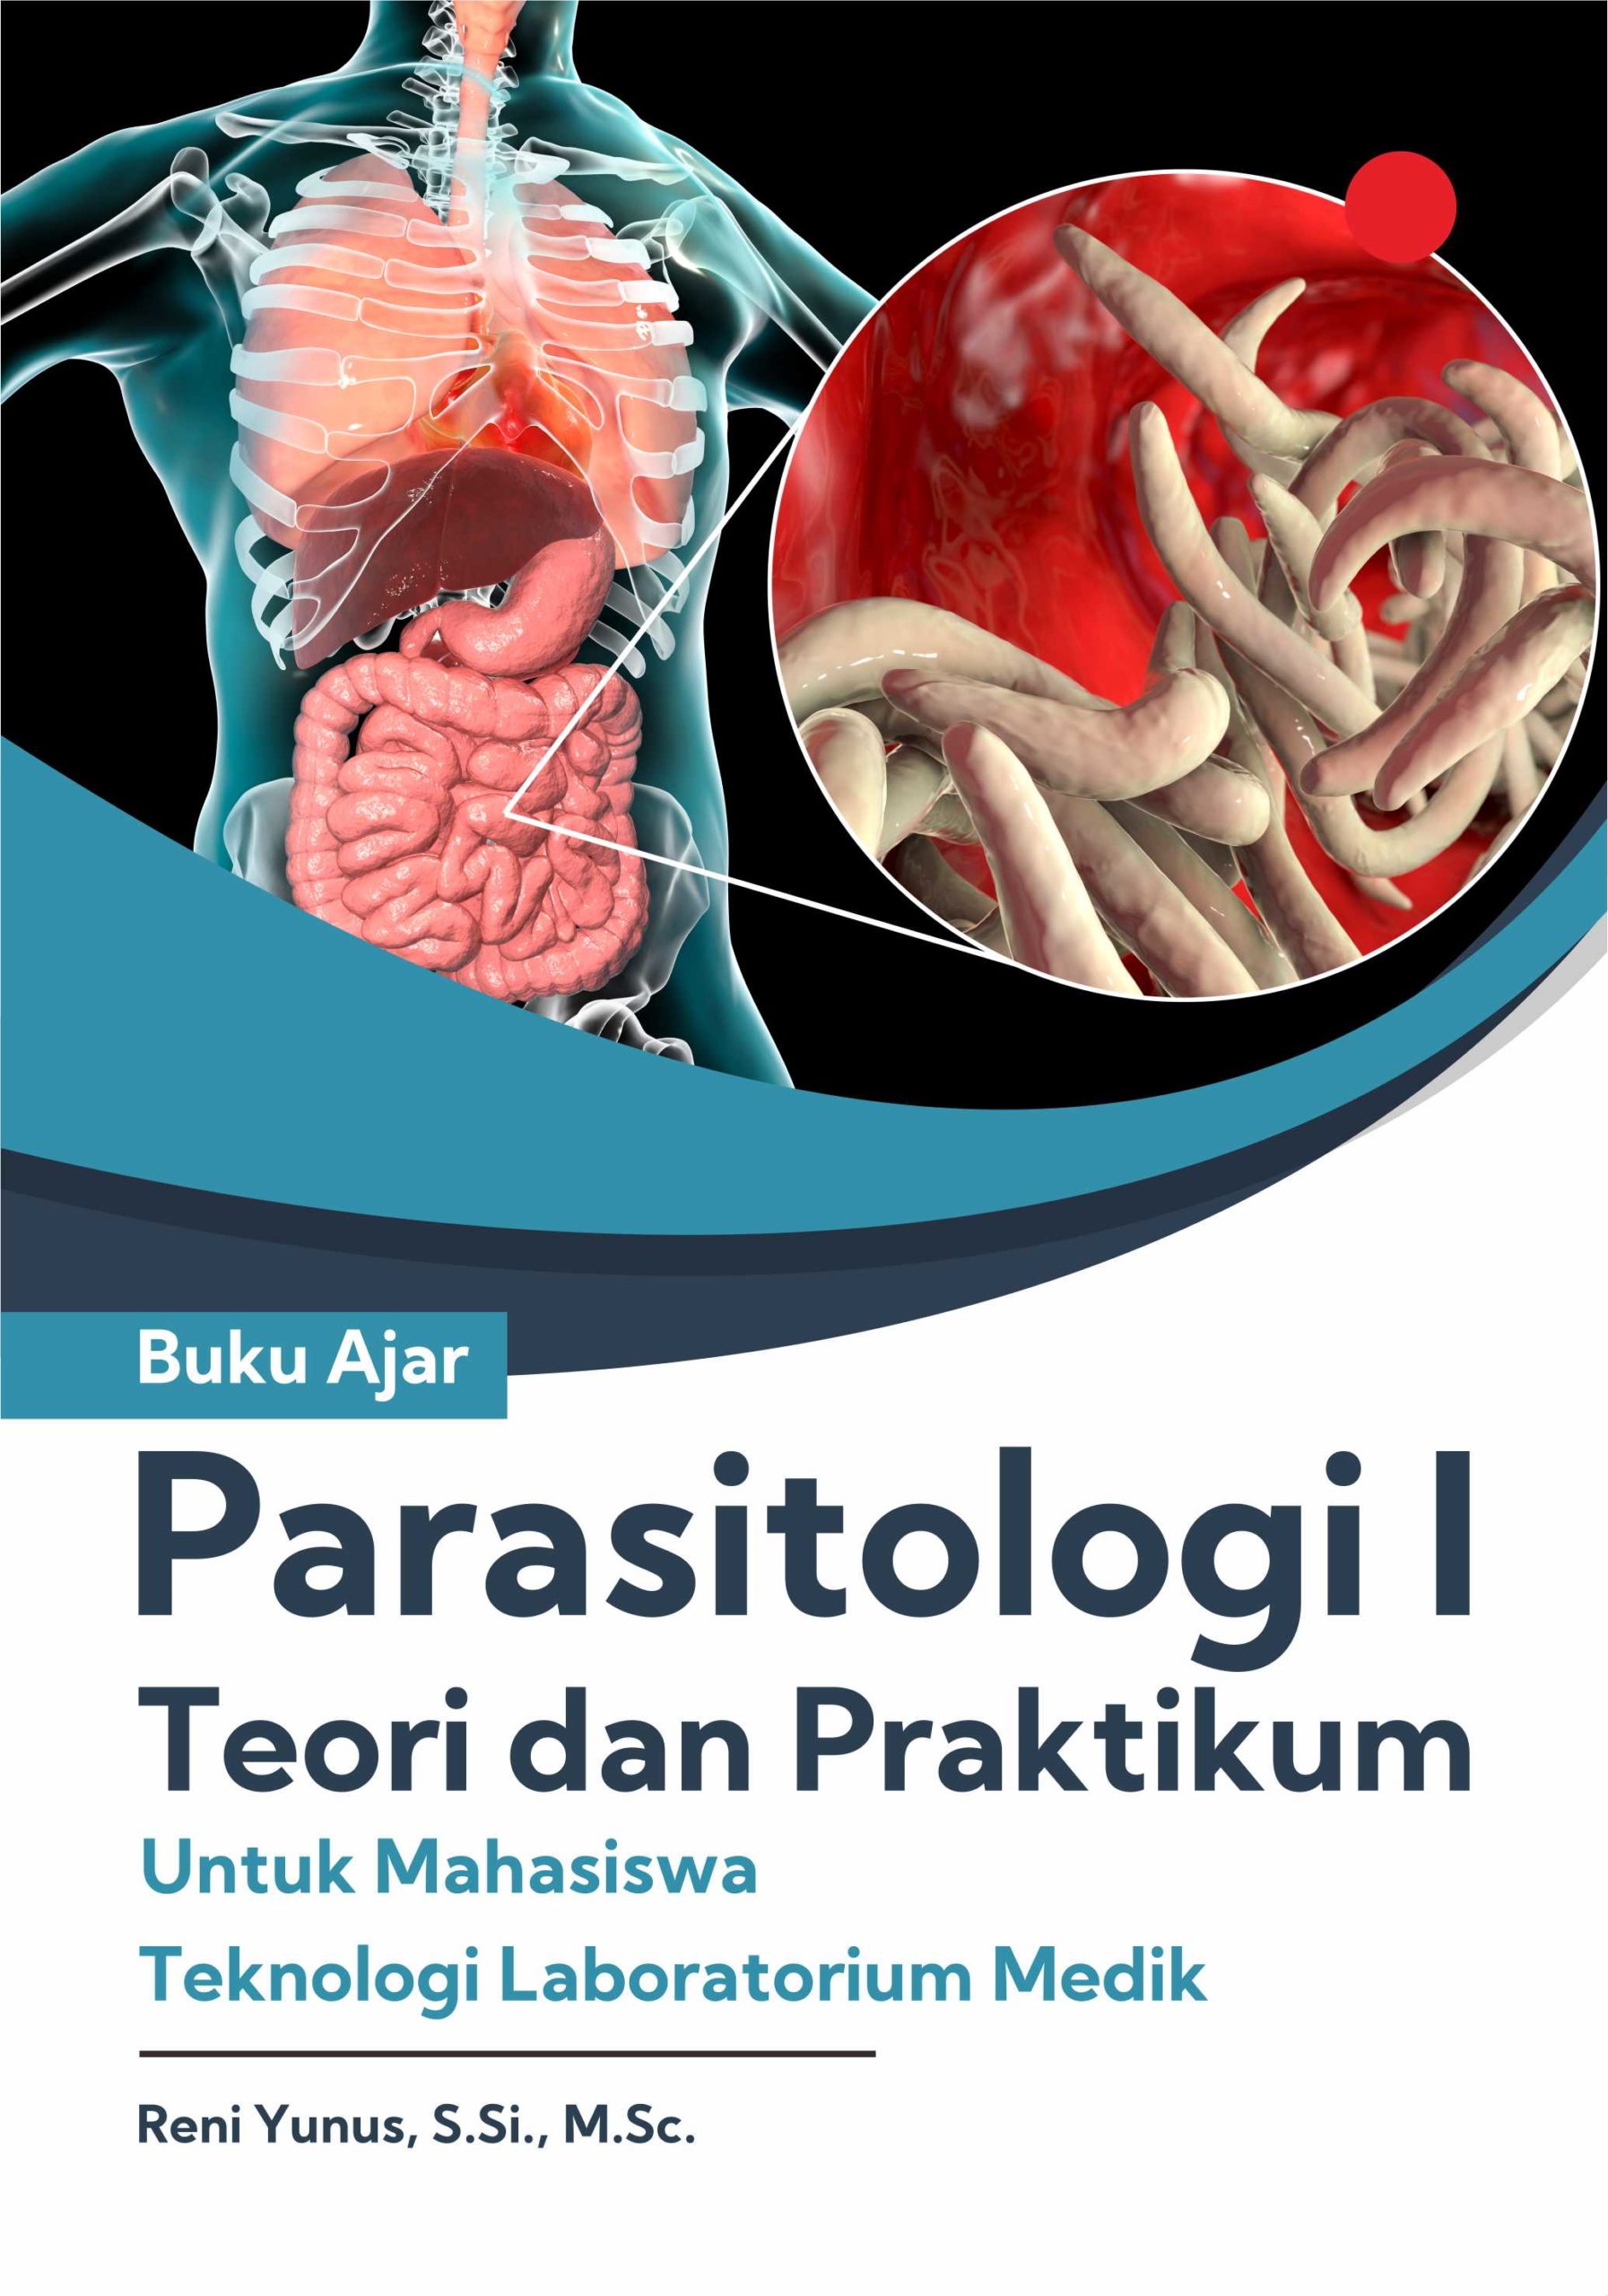 Buku Ajar
Parasitologi I
Teori dan Praktikum
Untuk Mahasiswa
Teknologi Laboratorium Medik
Reni Yunus, S.Si., M.Sc.